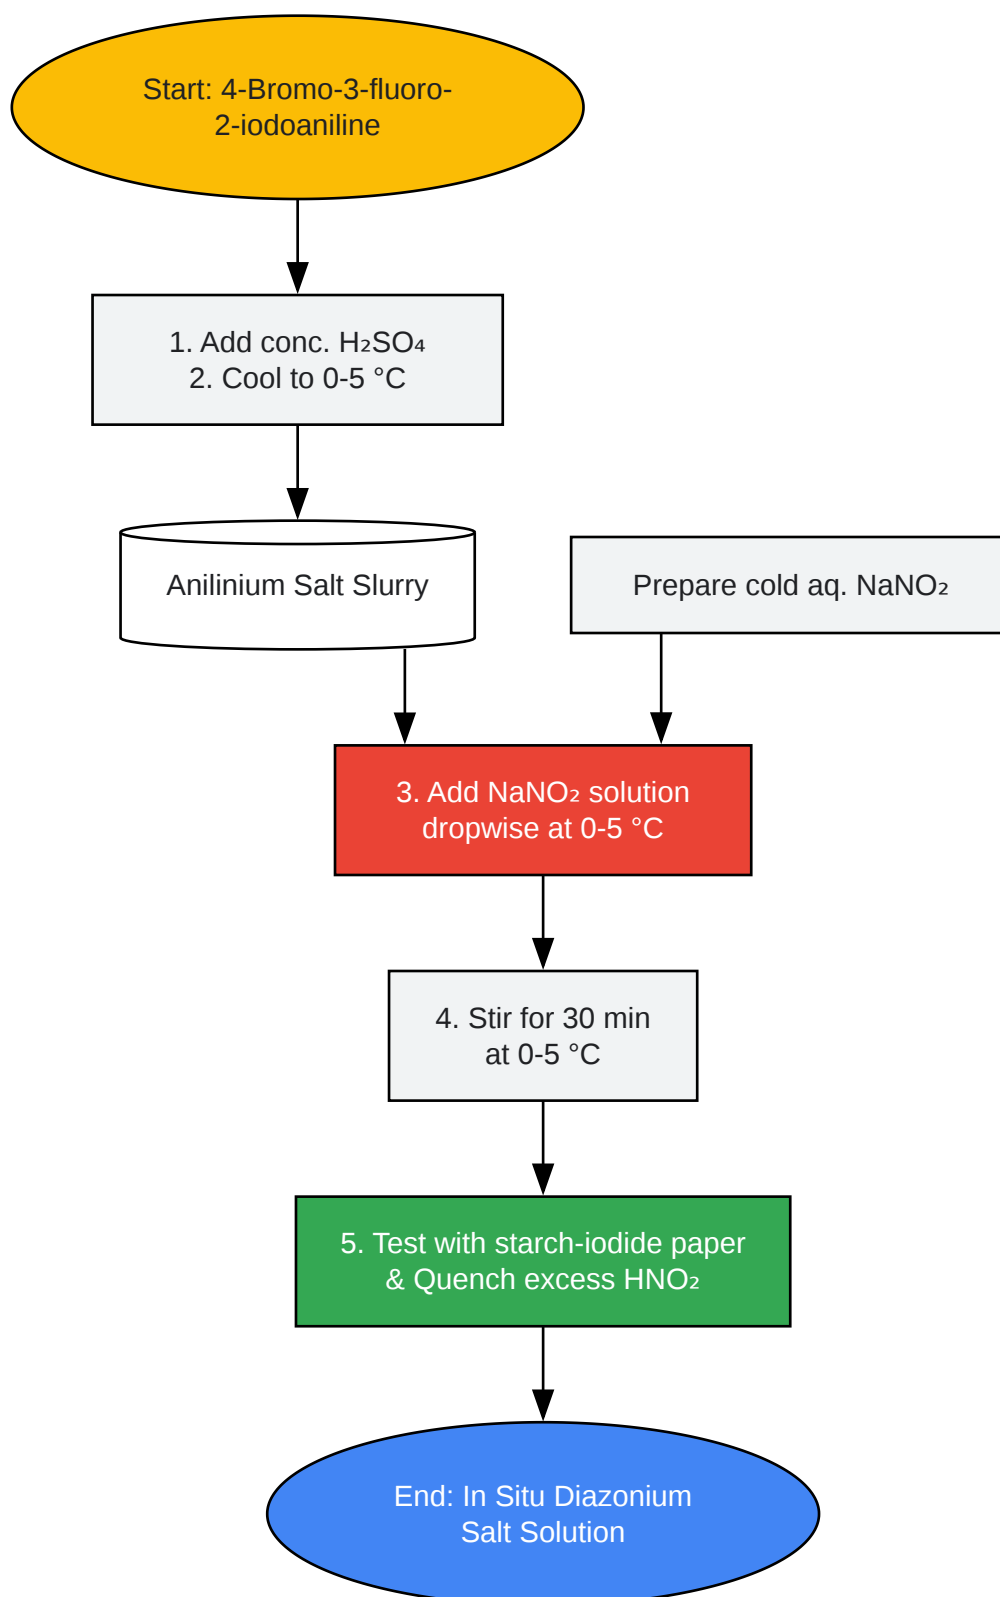 Start: 4-Bromo-3-fluoro-
2-iodoaniline
1. Add conc. H₂SO₄
2. Cool to 0-5 °C
Anilinium Salt Slurry
Prepare cold aq. NaNO₂
3. Add NaNO₂ solution
dropwise at 0-5 °C
4. Stir for 30 min
at 0-5 °C
5. Test with starch-iodide paper
& Quench excess HNO₂
End: In Situ Diazonium
Salt Solution